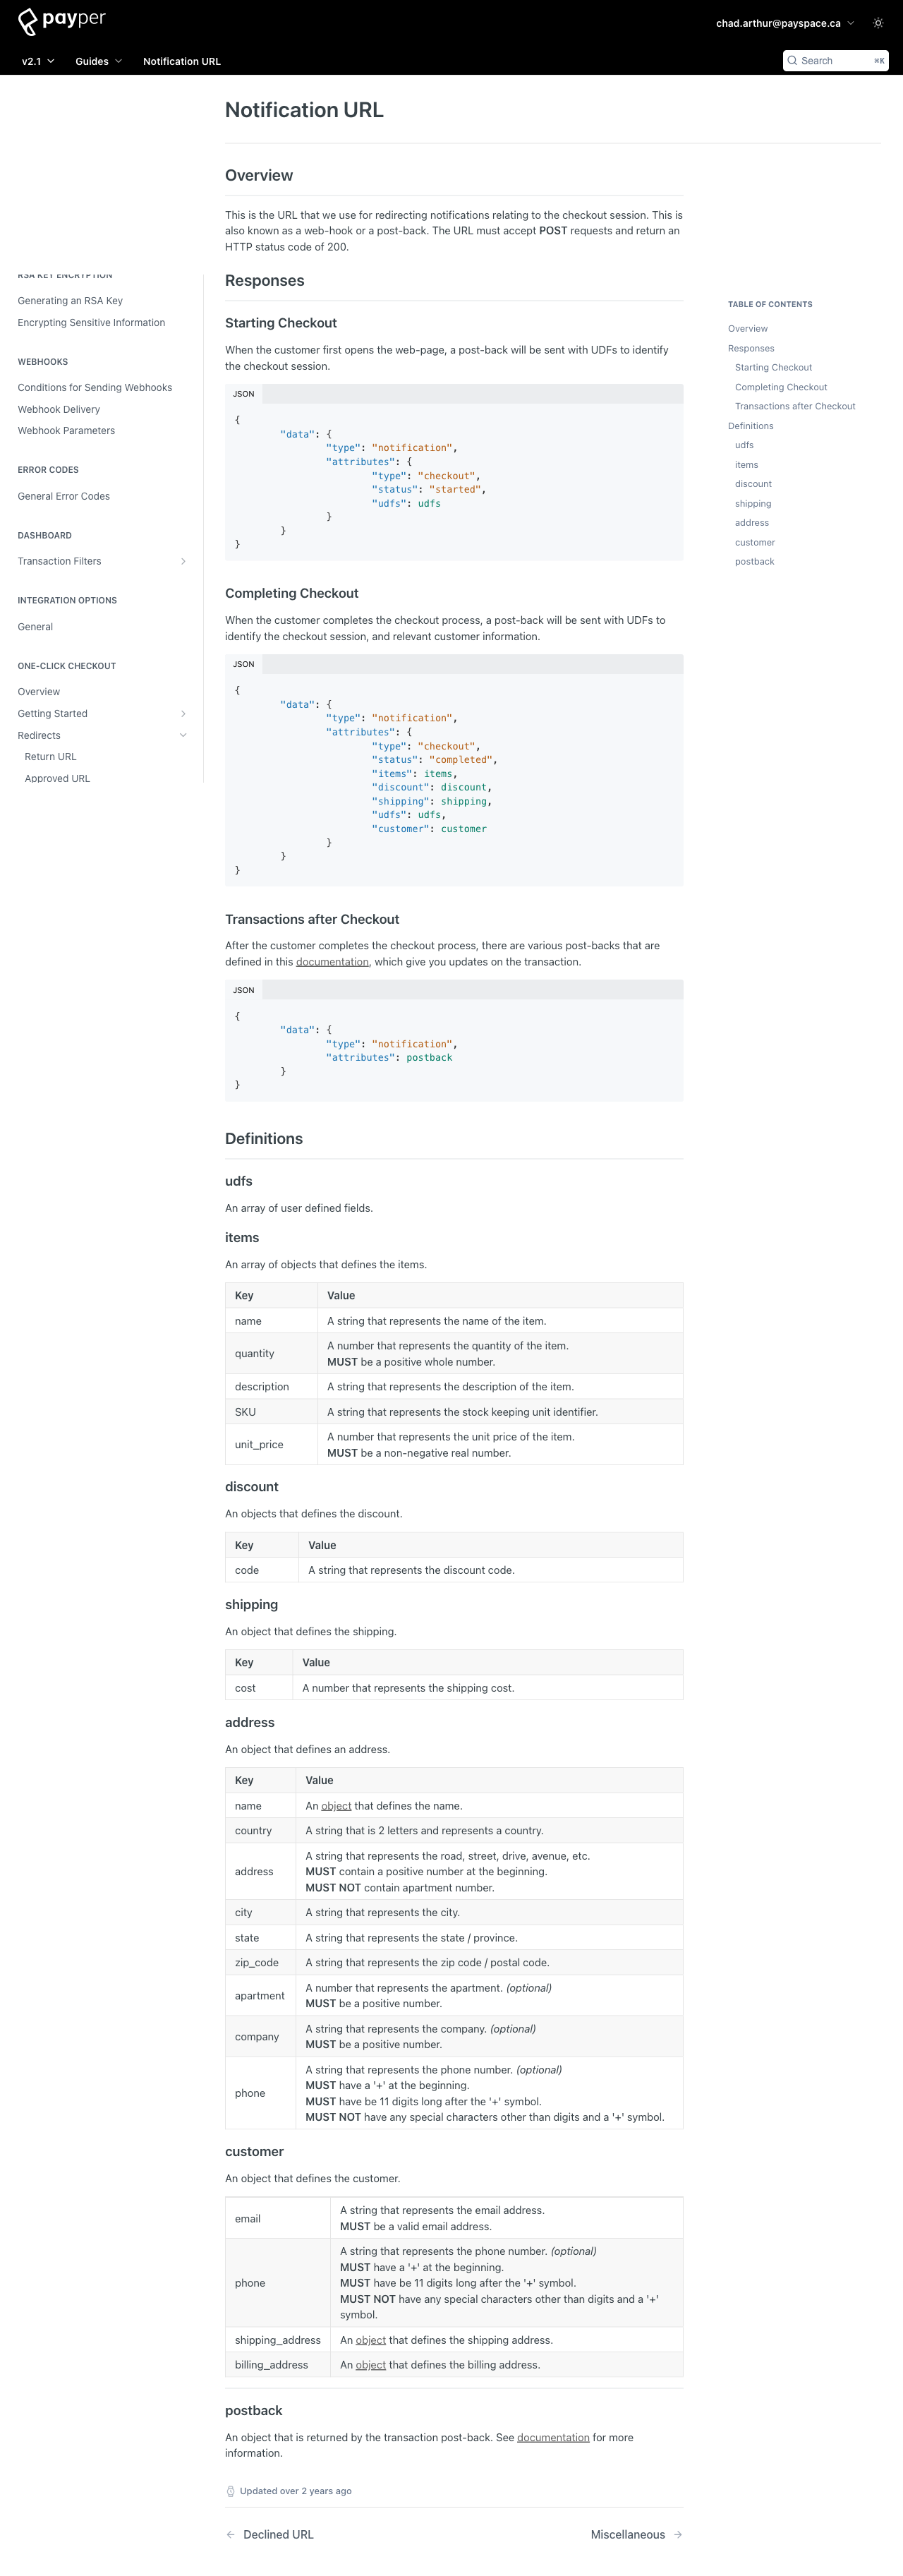 payper
chad.arthur@payspace.ca
v2.1
Guides
Notification URL
Search
⌘K
Notification URL
Overview
This is the URL that we use for redirecting notifications relating to the checkout session. This is
also known as a web-hook or a post-back. The URL must accept POST requests and return an
HTTP status code of 200.
RSA KEY ENCRYPTION
Generating an RSA Key
Encrypting Sensitive Information
WEBHOOKS
Conditions for Sending Webhooks
Webhook Delivery
Webhook Parameters
ERROR CODES
General Error Codes
DASHBOARD
Transaction Filters
INTEGRATION OPTIONS
General
ONE-CLICK CHECKOUT
Overview
Getting Started
Redirects
Return URL
Approved URL
Responses
Starting Checkout
When the customer first opens the web-page, a post-back will be sent with UDFs to identify
the checkout session.
JSON
{
"data": {
"type": "notification",
"attributes": {
"type": "checkout",
"status": "started",
"udfs": udfs
}
}
}
Completing Checkout
When the customer completes the checkout process, a post-back will be sent with UDFs to
identify the checkout session, and relevant customer information.
JSON
{
"data": {
"type": "notification",
"attributes": {
"type": "checkout",
"status": "completed",
"items": items,
"discount": discount,
"shipping": shipping,
"udfs": udfs,
"customer": customer
}
}
}
Transactions after Checkout
After the customer completes the checkout process, there are various post-backs that are
defined in this documentation, which give you updates on the transaction.
JSON
{
"data": {
"type": "notification",
"attributes": postback
}
}
Definitions
udfs
An array of user defined fields.
items
An array of objects that defines the items.
Key Value
name A string that represents the name of the item.
quantity A number that represents the quantity of the item.
MUST be a positive whole number.
description A string that represents the description of the item.
SKU A string that represents the stock keeping unit identifier.
unit_price A number that represents the unit price of the item.
MUST be a non-negative real number.
discount
An objects that defines the discount.
Key Value
code A string that represents the discount code.
shipping
An object that defines the shipping.
Key Value
cost A number that represents the shipping cost.
address
An object that defines an address.
Key Value
name An object that defines the name.
country A string that is 2 letters and represents a country.
address A string that represents the road, street, drive, avenue, etc.
MUST contain a positive number at the beginning.
MUST NOT contain apartment number.
city A string that represents the city.
state A string that represents the state / province.
zip_code A string that represents the zip code / postal code.
apartment A number that represents the apartment. (optional)
MUST be a positive number.
company A string that represents the company. (optional)
MUST be a positive number.
phone A string that represents the phone number. (optional)
MUST have a '+' at the beginning.
MUST have be 11 digits long after the '+' symbol.
MUST NOT have any special characters other than digits and a '+' symbol.
customer
An object that defines the customer.
email A string that represents the email address.
MUST be a valid email address.
phone A string that represents the phone number. (optional)
MUST have a '+' at the beginning.
MUST have be 11 digits long after the '+' symbol.
MUST NOT have any special characters other than digits and a '+'
symbol.
shipping_address An object that defines the shipping address.
billing_address An object that defines the billing address.
postback
An object that is returned by the transaction post-back. See documentation for more
information.
Updated over 2 years ago
Declined URL
Miscellaneous
TABLE OF CONTENTS
Overview
Responses
Starting Checkout
Completing Checkout
Transactions after Checkout
Definitions
udfs
items
discount
shipping
address
customer
postback